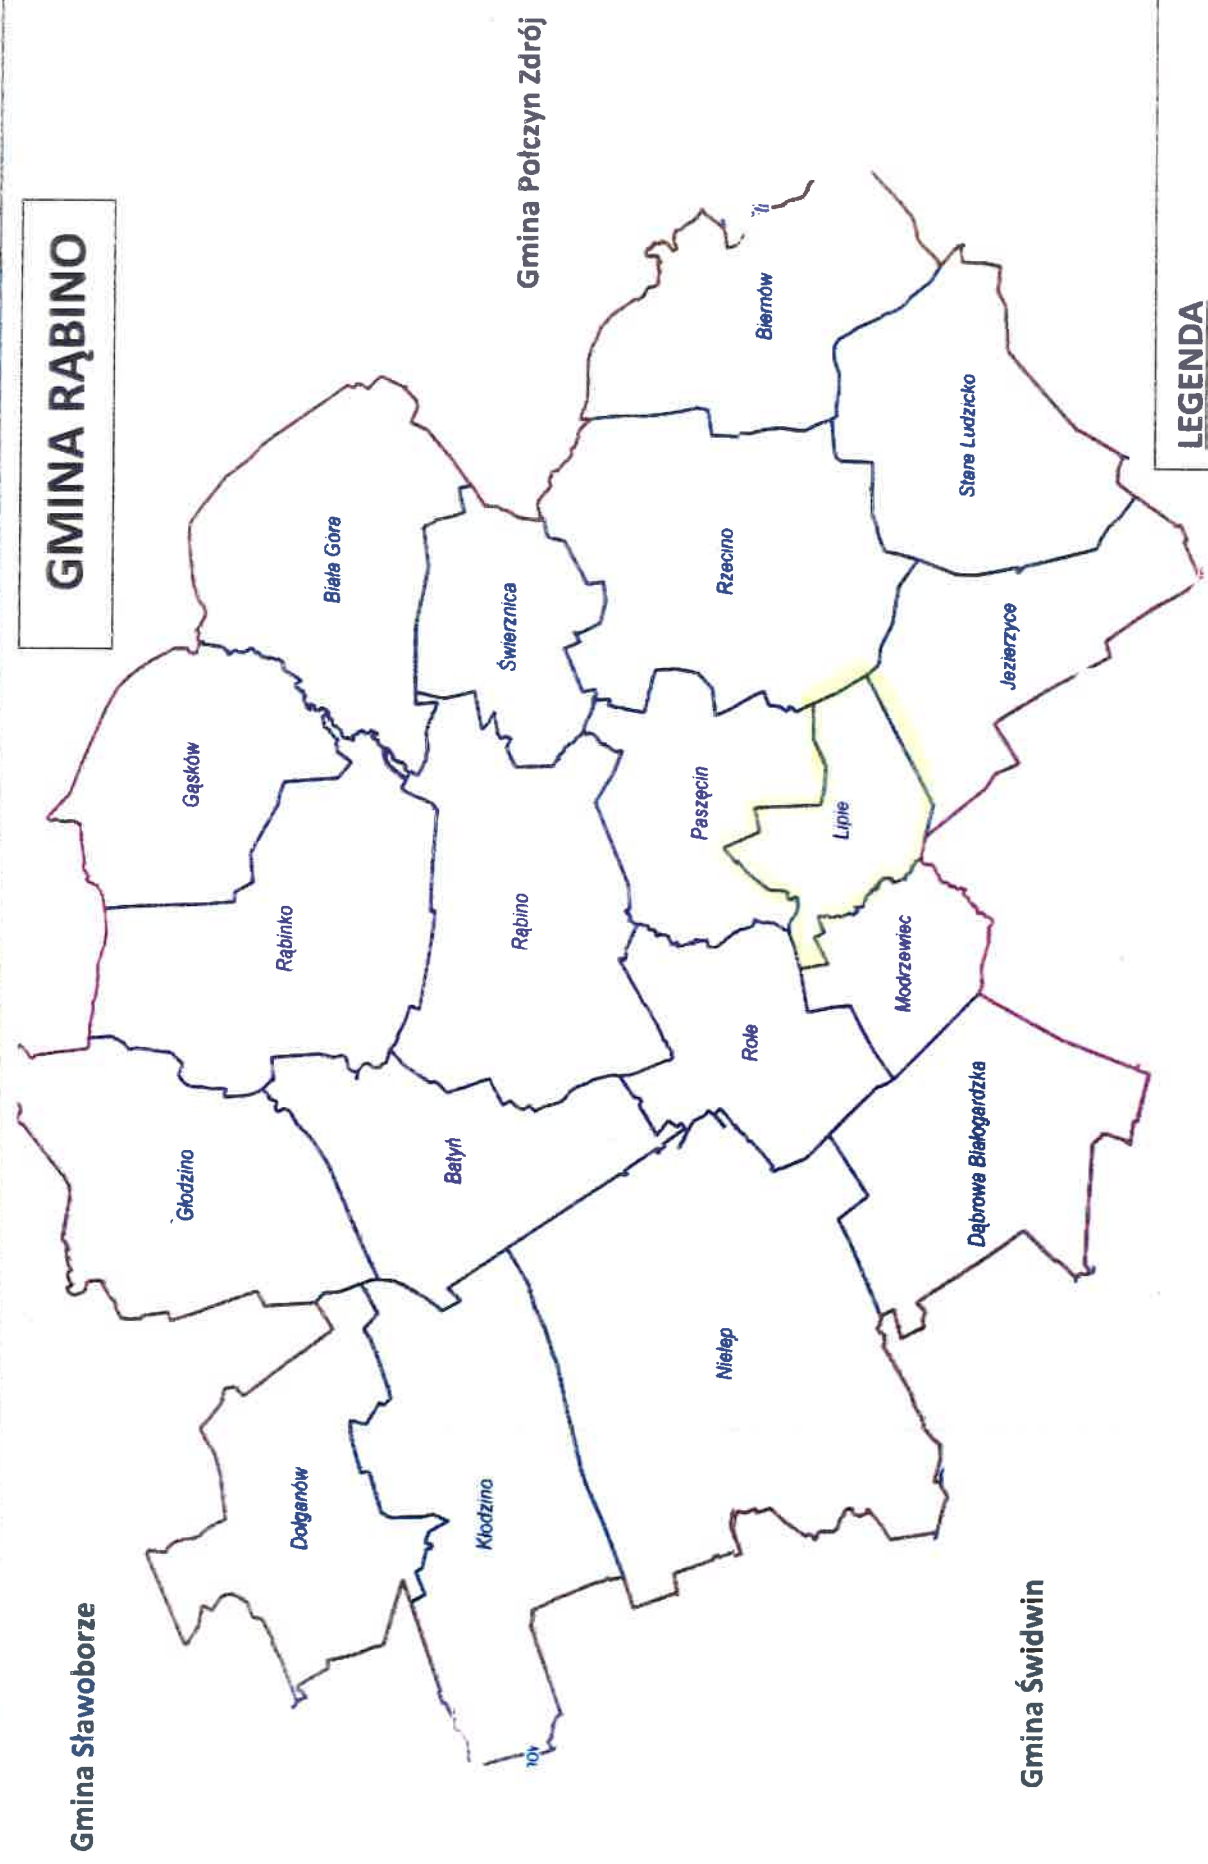 GMINA RĄBINO
Gmina Sławoborze
Gmina Połczyn Zdrój
Gąsków
Głodzino
Rąbinko
Dołganów
Biała Góra
Batyń
Kłodzino
Świerznica
Rąbino
Paszęcin
Rzecino
Nielep
Role
Biernów
Lipie
Modrzewiec
Dąbrowa Białogardzka
Stare Ludzicko
Jezierzyce
Gmina Świdwin
LEGENDA